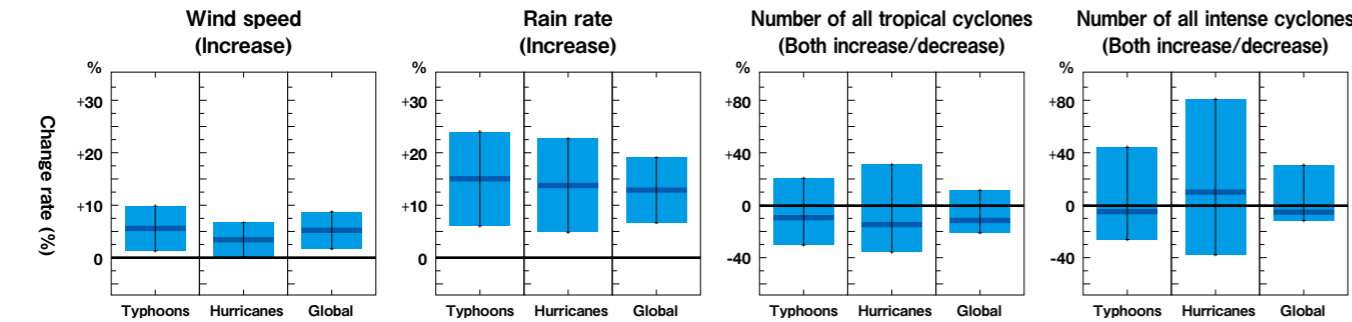 Wind speed
(Increase)
Rain rate
(Increase)
Number of all tropical cyclones
(Both increase/decrease)
Number of all intense cyclones
(Both increase/decrease)
Change rate (%)
%
+30
+20
+10
0
Typhoons Hurricanes Global
%
+30
+20
+10
0
Typhoons Hurricanes Global
%
+80
+40
0
-40
Typhoons Hurricanes Global
%
+80
+40
0
-40
Typhoons Hurricanes Global